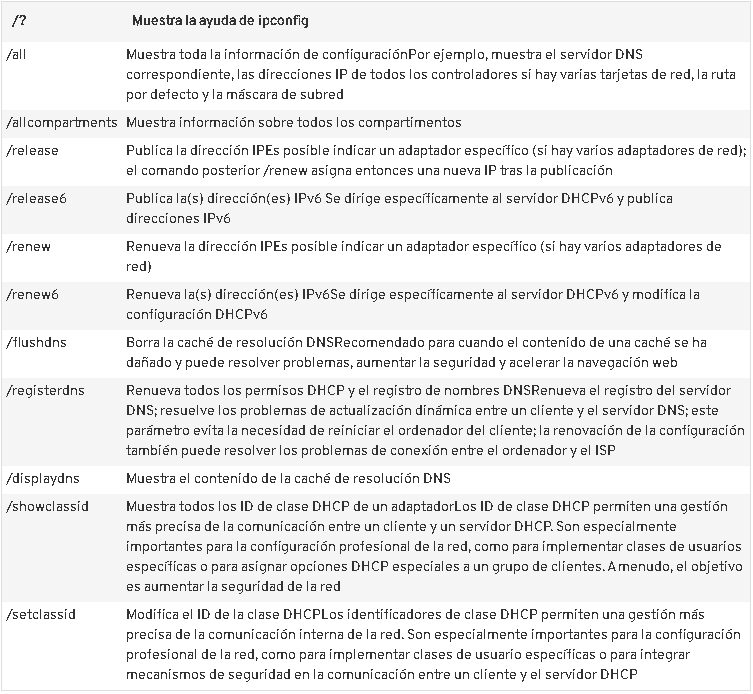 /? Muestra la ayuda de ipconfig
/all Muestra toda la información de configuraciónPor ejemplo, muestra el servidor DNS
correspondiente, las direcciones IP de todos los controladores si hay varias tarjetas de red, la ruta
por defecto y la máscara de subred
/allcompartments Muestra información sobre todos los compartimentos
/release Publica la dirección IPEs posible indicar un adaptador específico (si hay varios adaptadores de red);
el comando posterior /renew asigna entonces una nueva IP tras la publicación
/release6 Publica la(s) dirección(es) IPv6 Se dirige específicamente al servidor DHCPv6 y publica
direcciones IPv6
/renew Renueva la dirección IPEs posible indicar un adaptador específico (si hay varios adaptadores de
red)
/renew6 Renueva la(s) dirección(es) IPv6Se dirige específicamente al servidor DHCPv6 y modifica la
configuración DHCPv6
/flushdns Borra la caché de resolución DNSRecomendado para cuando el contenido de una caché se ha
dañado y puede resolver problemas, aumentar la seguridad y acelerar la navegación web
/registerdns Renueva todos los permisos DHCP y el registro de nombres DNSRenueva el registro del servidor
DNS; resuelve los problemas de actualización dinámica entre un cliente y el servidor DNS; este
parámetro evita la necesidad de reiniciar el ordenador del cliente; la renovación de la configuración
también puede resolver los problemas de conexión entre el ordenador y el ISP
/displaydns Muestra el contenido de la caché de resolución DNS
/showclassid Muestra todos los ID de clase DHCP de un adaptadorLos ID de clase DHCP permiten una gestión
más precisa de la comunicación entre un cliente y un servidor DHCP. Son especialmente
importantes para la configuración profesional de la red, como para implementar clases de usuarios
específicas o para asignar opciones DHCP especiales a un grupo de clientes. A menudo, el objetivo
es aumentar la seguridad de la red
/setclassid Modifica el ID de la clase DHCPLos identificadores de clase DHCP permiten una gestión más
precisa de la comunicación interna de la red. Son especialmente importantes para la configuración
profesional de la red, como para implementar clases de usuario específicas o para integrar
mecanismos de seguridad en la comunicación entre un cliente y el servidor DHCP